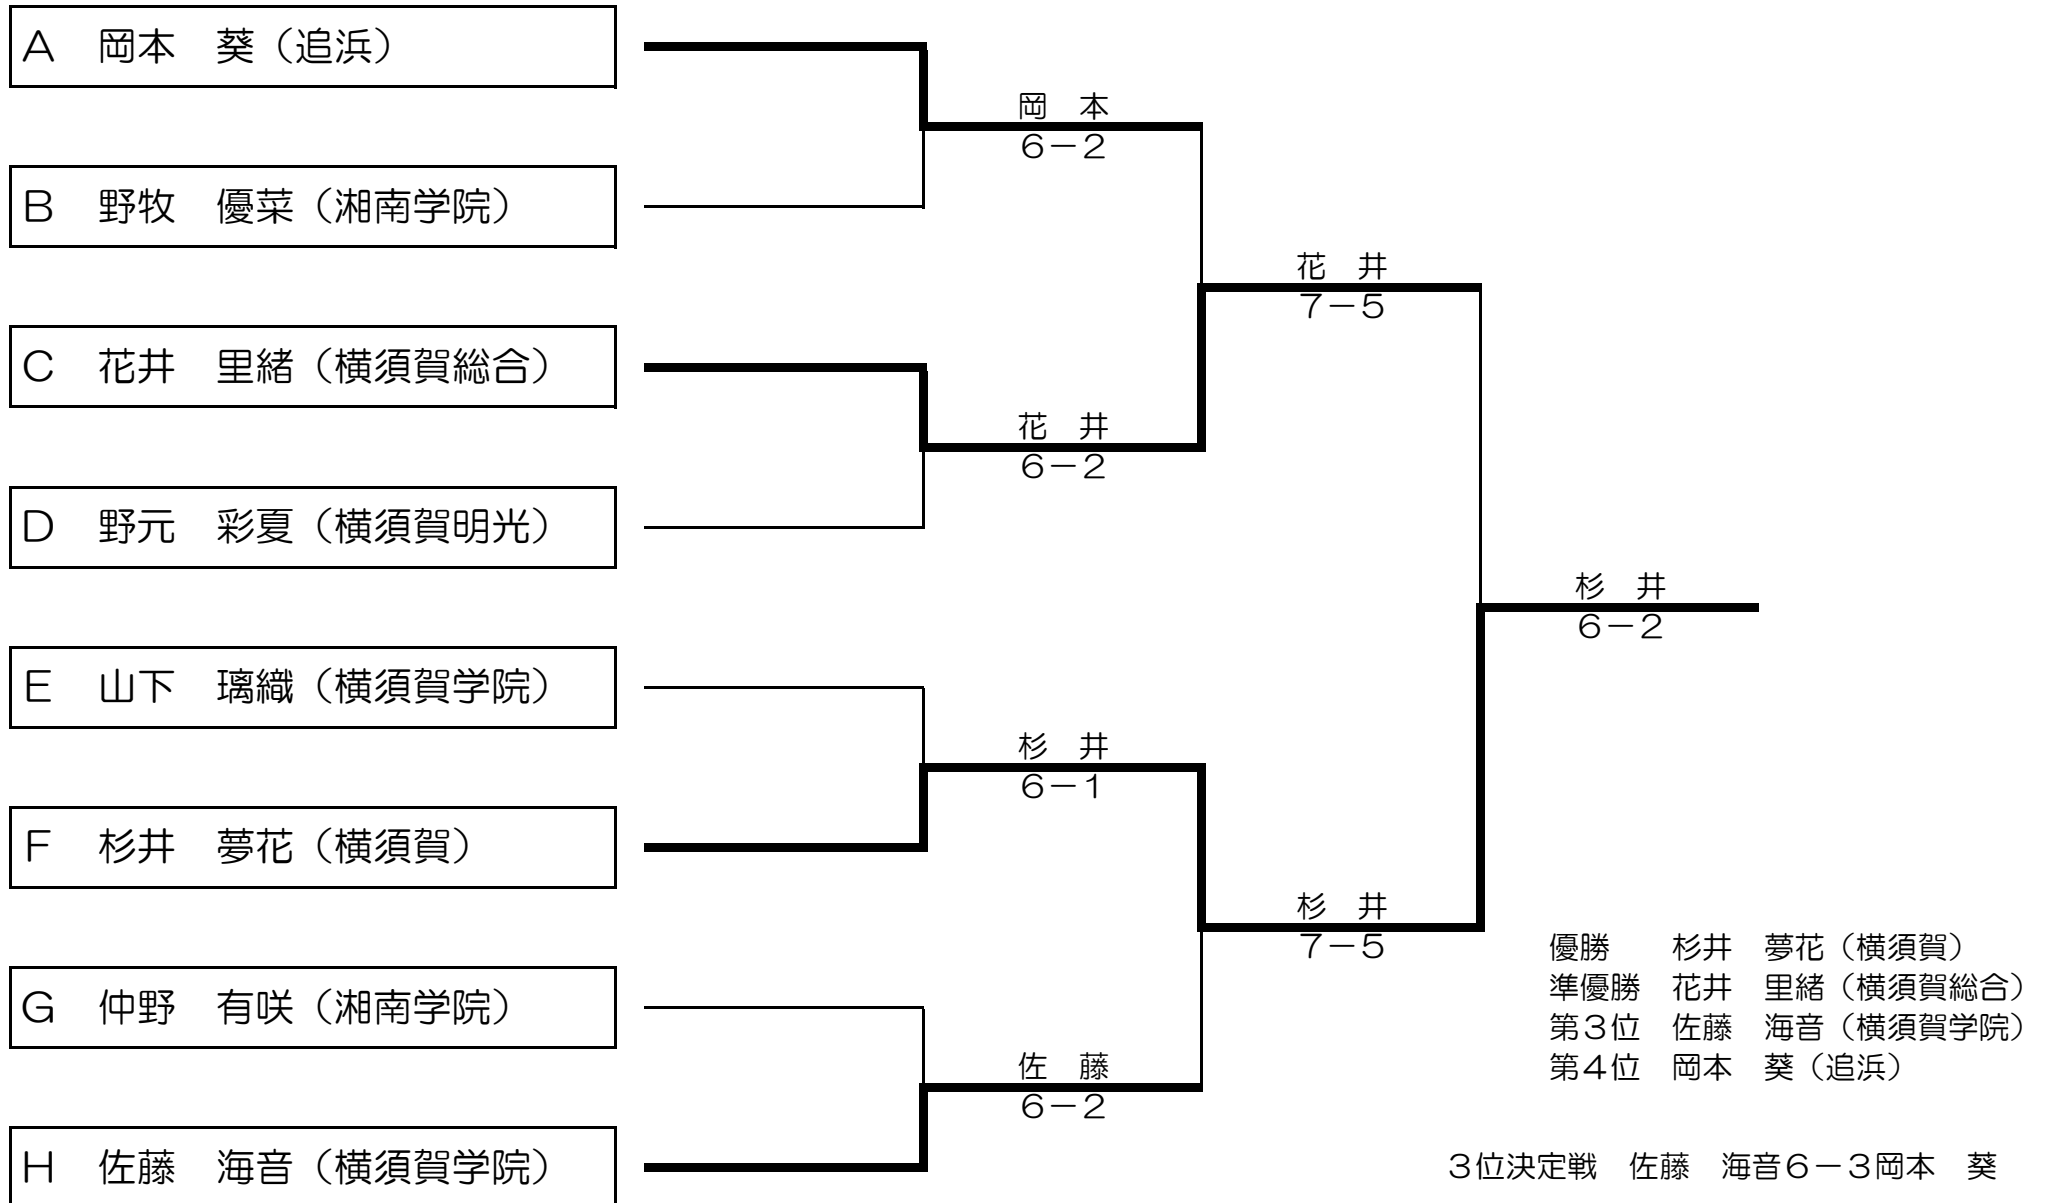 A　岡本　葵（追浜）
岡　本
６－２
B　野牧　優菜（湘南学院）
花　井
７－５
C　花井　里緒（横須賀総合）
花　井
６－２
D　野元　彩夏（横須賀明光）
杉　井
６－２
E　山下　璃織（横須賀学院）
杉　井
６－１
F　杉井　夢花（横須賀）
杉　井
７－５
G　仲野　有咲（湘南学院）
佐　藤
６－２
H　佐藤　海音（横須賀学院）
優勝　　杉井　夢花（横須賀）
準優勝　花井　里緒（横須賀総合）
第３位　佐藤　海音（横須賀学院）
第４位　岡本　葵（追浜）
３位決定戦　佐藤　海音６－３岡本　葵